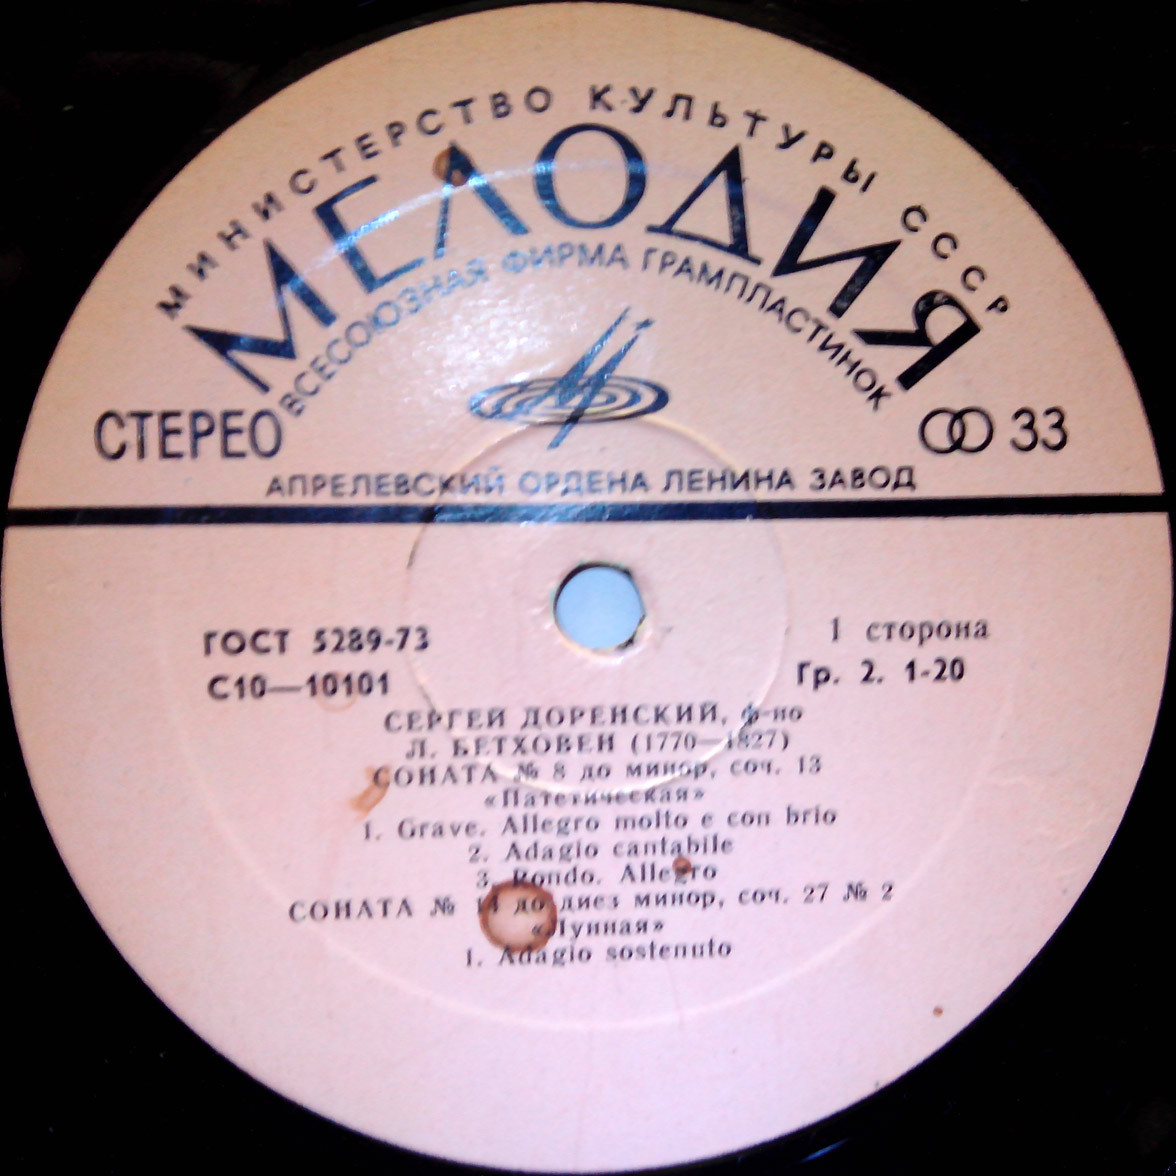 МИНИСТЕРСТВО КУЛЬТУРЫ СССР
МЕЛОДИЯ
ВСЕСОЮЗНАЯ ФИРМА ГРАМПЛАСТИНОК
СТЕРЕО
33
АПРЕЛЕВСКИЙ ОРДЕНА ЛЕНИНА ЗАВОД
ГОСТ 5289-73
1 сторона
С10—10101
Гр. 2. 1-20
СЕРГЕЙ ДОРЕНСКИЙ, ф-но
Л. БЕТХОВЕН (1770—1827)
СОНАТА № 8 до минор, соч. 13
«Патетическая»
1. Grave. Allegro molto e con brio
2. Adagio cantabile
3. Rondo. Allegro
СОНАТА № 14 до диез минор, соч. 27 № 2
«Лунная»
1. Adagio sostenuto